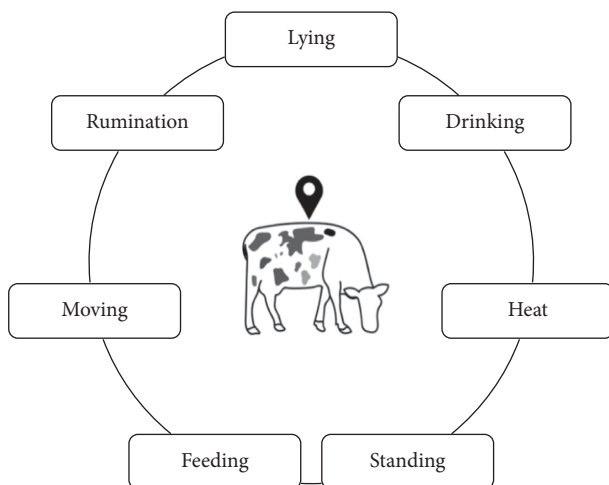 Lying
Rumination
Drinking
Moving
Heat
Feeding
Standing